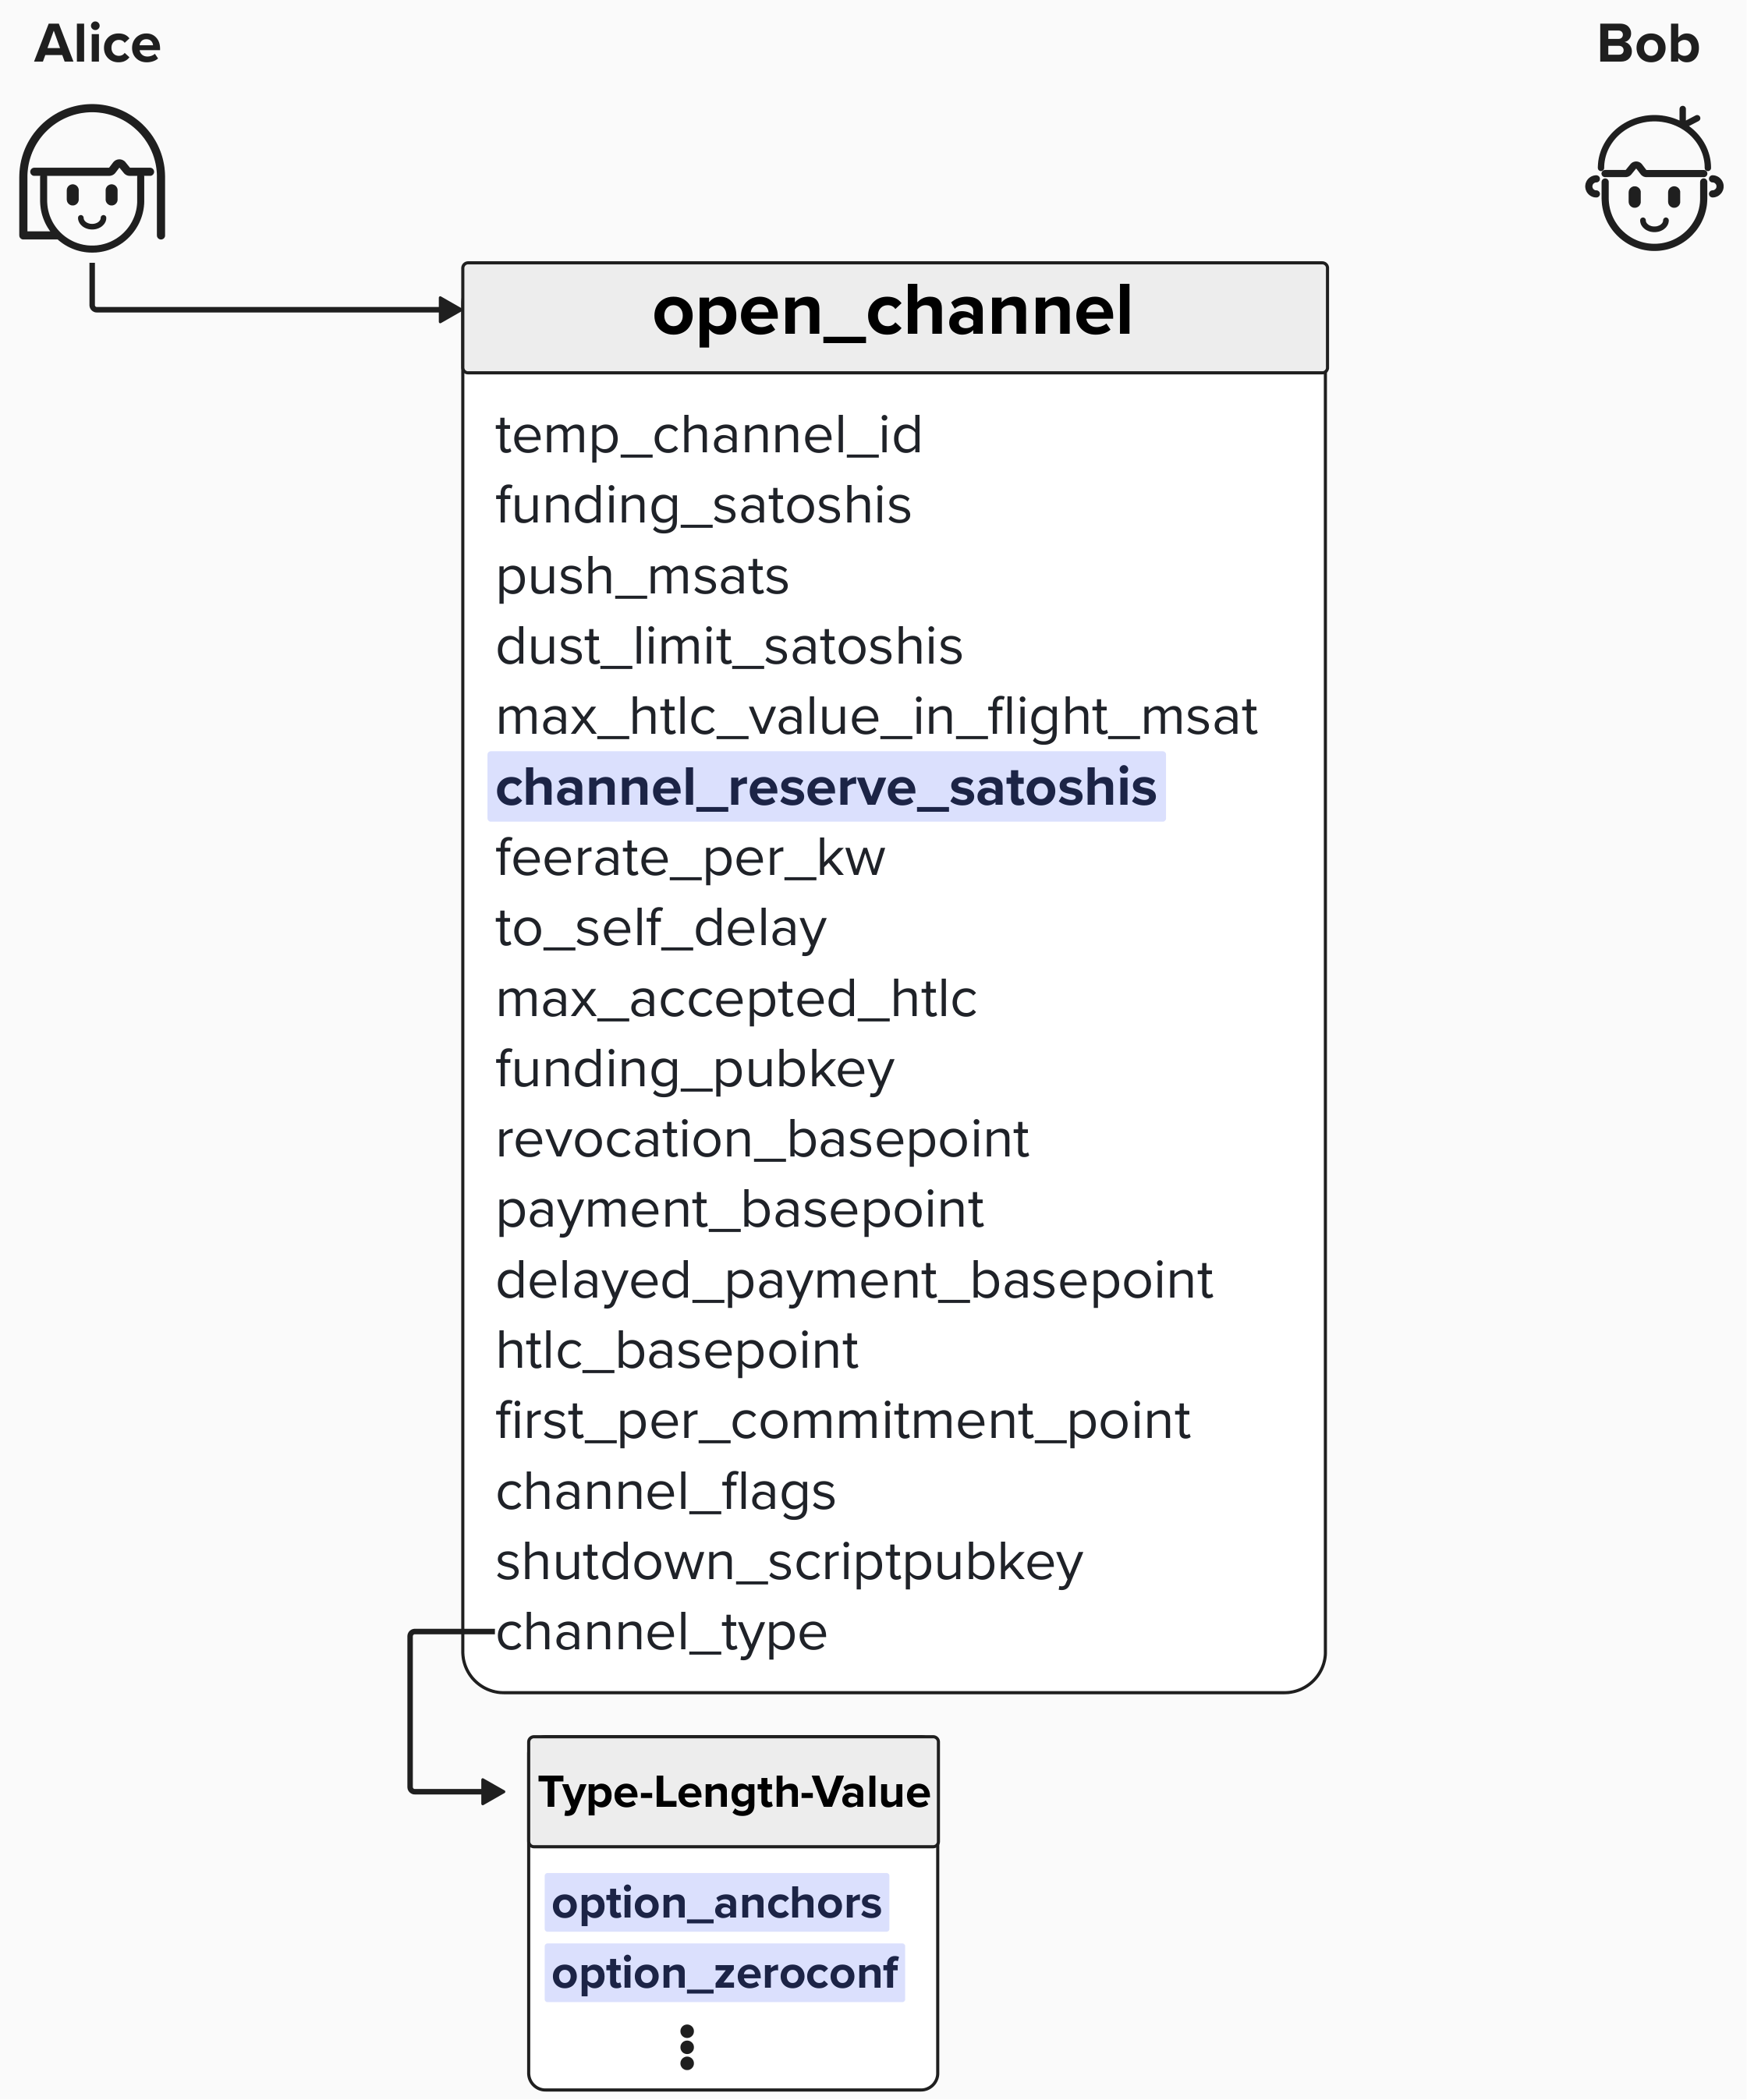 Alice
Bob
open_channel
temp_channel_id
funding_satoshis
push_msats
dust_limit_satoshis
max_htlc_value_in_flight_msat
channel_reserve_satoshis
feerate_per_kw
to_self_delay
max_accepted_htlc
funding_pubkey
revocation_basepoint
payment_basepoint
delayed_payment_basepoint
htlc_basepoint
first_per_commitment_point
channel_flags
shutdown_scriptpubkey
channel_type
Type-Length-Value
option_anchors
option_zeroconf